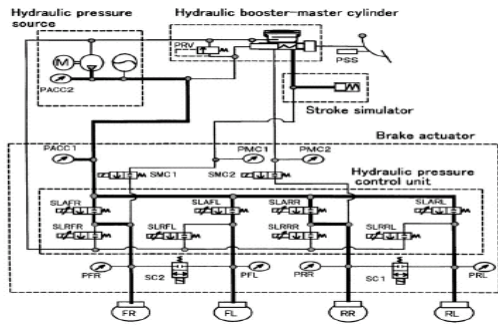 Hydraulic pressure
source
Hydraulic booster-master cylinder
PRV
M
PSS
PACC2
Stroke simulator
Brake actuator
PACC1
PMC1
PMC2
SMC1
SMC2
Hydraulic pressure
control unit
SLAFR
SLAFL
SLARR
SLARL
SLRFR
SLRFL
SLRRR
SLRRL
PFR
SC2
PFL
PRR
SC1
PRL
FR
FL
RR
RL